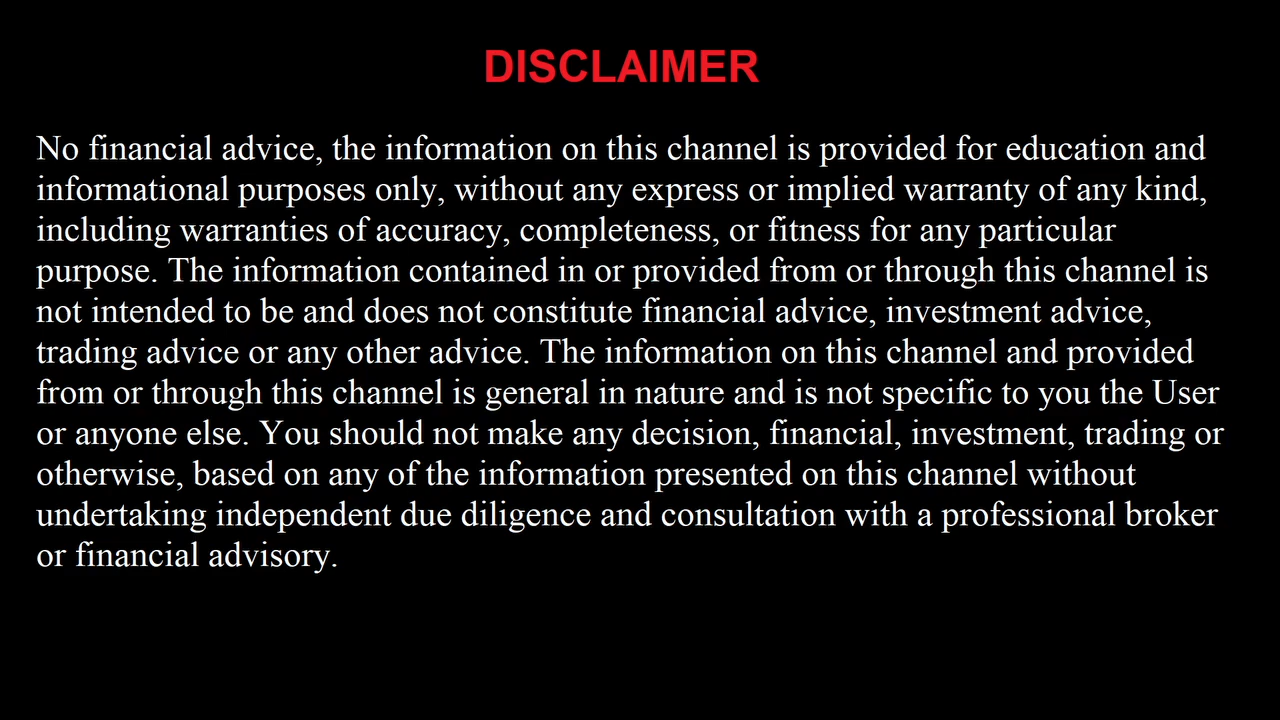 DISCLAIMER
No financial advice, the information on this channel is provided for education and
informational purposes only, without any express or implied warranty of any kind,
including warranties of accuracy, completeness, or fitness for any particular
purpose. The information contained in or provided from or through this channel is
not intended to be and does not constitute financial advice, investment advice,
trading advice or any other advice. The information on this channel and provided
from or through this channel is general in nature and is not specific to you the User
or anyone else. You should not make any decision, financial, investment, trading or
otherwise, based on any of the information presented on this channel without
undertaking independent due diligence and consultation with a professional broker
or financial advisory.